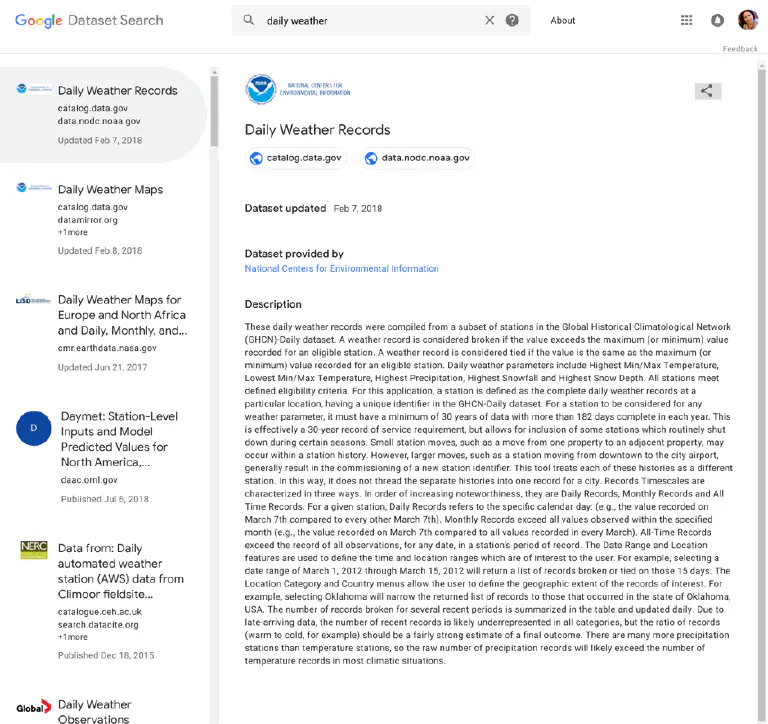 Google Dataset Search
daily weather
About
Feedback
Daily Weather Records
catalog.data.gov
data.nodc.noaa.gov
Updated Feb 7, 2018
Daily Weather Maps
catalog.data.gov
datamirror.org
+1more
Updated Feb 8, 2018
Daily Weather Maps for
Europe and North Africa
and Daily, Monthly, and...
cmr.earthdata.nasa.gov
Updated Jun 21, 2017
D
Daymet: Station-Level
Inputs and Model
Predicted Values for
North America,...
daac.ornl.gov
Published Jul 6, 2018
NERC
Data from: Daily
automated weather
station (AWS) data from
Climoor fieldsite...
catalogue.ceh.ac.uk
search.datacite.org
+1more
Published Dec 18, 2015
Global
Daily Weather
Observations
NOAA
NATIONAL CENTERS FOR
ENVIRONMENTAL INFORMATION
Daily Weather Records
catalog.data.gov
data.nodc.noaa.gov
Dataset updated Feb 7, 2018
Dataset provided by
National Centers for Environmental Information
Description
These daily weather records were compiled from a subset of stations in the Global Historical Climatological Network
(GHCN)-Daily dataset. A weather record is considered broken if the value exceeds the maximum (or minimum) value
recorded for an eligible station. A weather record is considered tied if the value is the same as the maximum (or
minimum) value recorded for an eligible station. Daily weather parameters include Highest Min/Max Temperature,
Lowest Min/Max Temperature, Highest Precipitation, Highest Snowfall and Highest Snow Depth. All stations meet
defined eligibility criteria. For this application, a station is defined as the complete daily weather records at a
particular location, having a unique identifier in the GHCN-Daily dataset. For a station to be considered for any
weather parameter, it must have a minimum of 30 years of data with more than 182 days complete in each year. This
is effectively a 30-year record of service requirement, but allows for inclusion of some stations which routinely shut
down during certain seasons. Small station moves, such as a move from one property to an adjacent property, may
occur within a station history. However, larger moves, such as a station moving from downtown to the city airport,
generally result in the commissioning of a new station identifier. This tool treats each of these histories as a different
station. In this way, it does not thread the separate histories into one record for a city. Records Timescales are
characterized in three ways. In order of increasing noteworthiness, they are Daily Records, Monthly Records and All
Time Records. For a given station, Daily Records refers to the specific calendar day: (e.g., the value recorded on
March 7th compared to every other March 7th). Monthly Records exceed all values observed within the specified
month (e.g., the value recorded on March 7th compared to all values recorded in every March). All-Time Records
exceed the record of all observations, for any date, in a station's period of record. The Date Range and Location
features are used to define the time and location ranges which are of interest to the user. For example, selecting a
date range of March 1, 2012 through March 15, 2012 will return a list of records broken or tied on those 15 days. The
Location Category and Country menus allow the user to define the geographic extent of the records of interest. For
example, selecting Oklahoma will narrow the returned list of records to those that occurred in the state of Oklahoma,
USA. The number of records broken for several recent periods is summarized in the table and updated daily. Due to
late-arriving data, the number of recent records is likely underrepresented in all categories, but the ratio of records
(warm to cold, for example) should be a fairly strong estimate of a final outcome. There are many more precipitation
stations than temperature stations, so the raw number of precipitation records will likely exceed the number of
temperature records in most climatic situations.